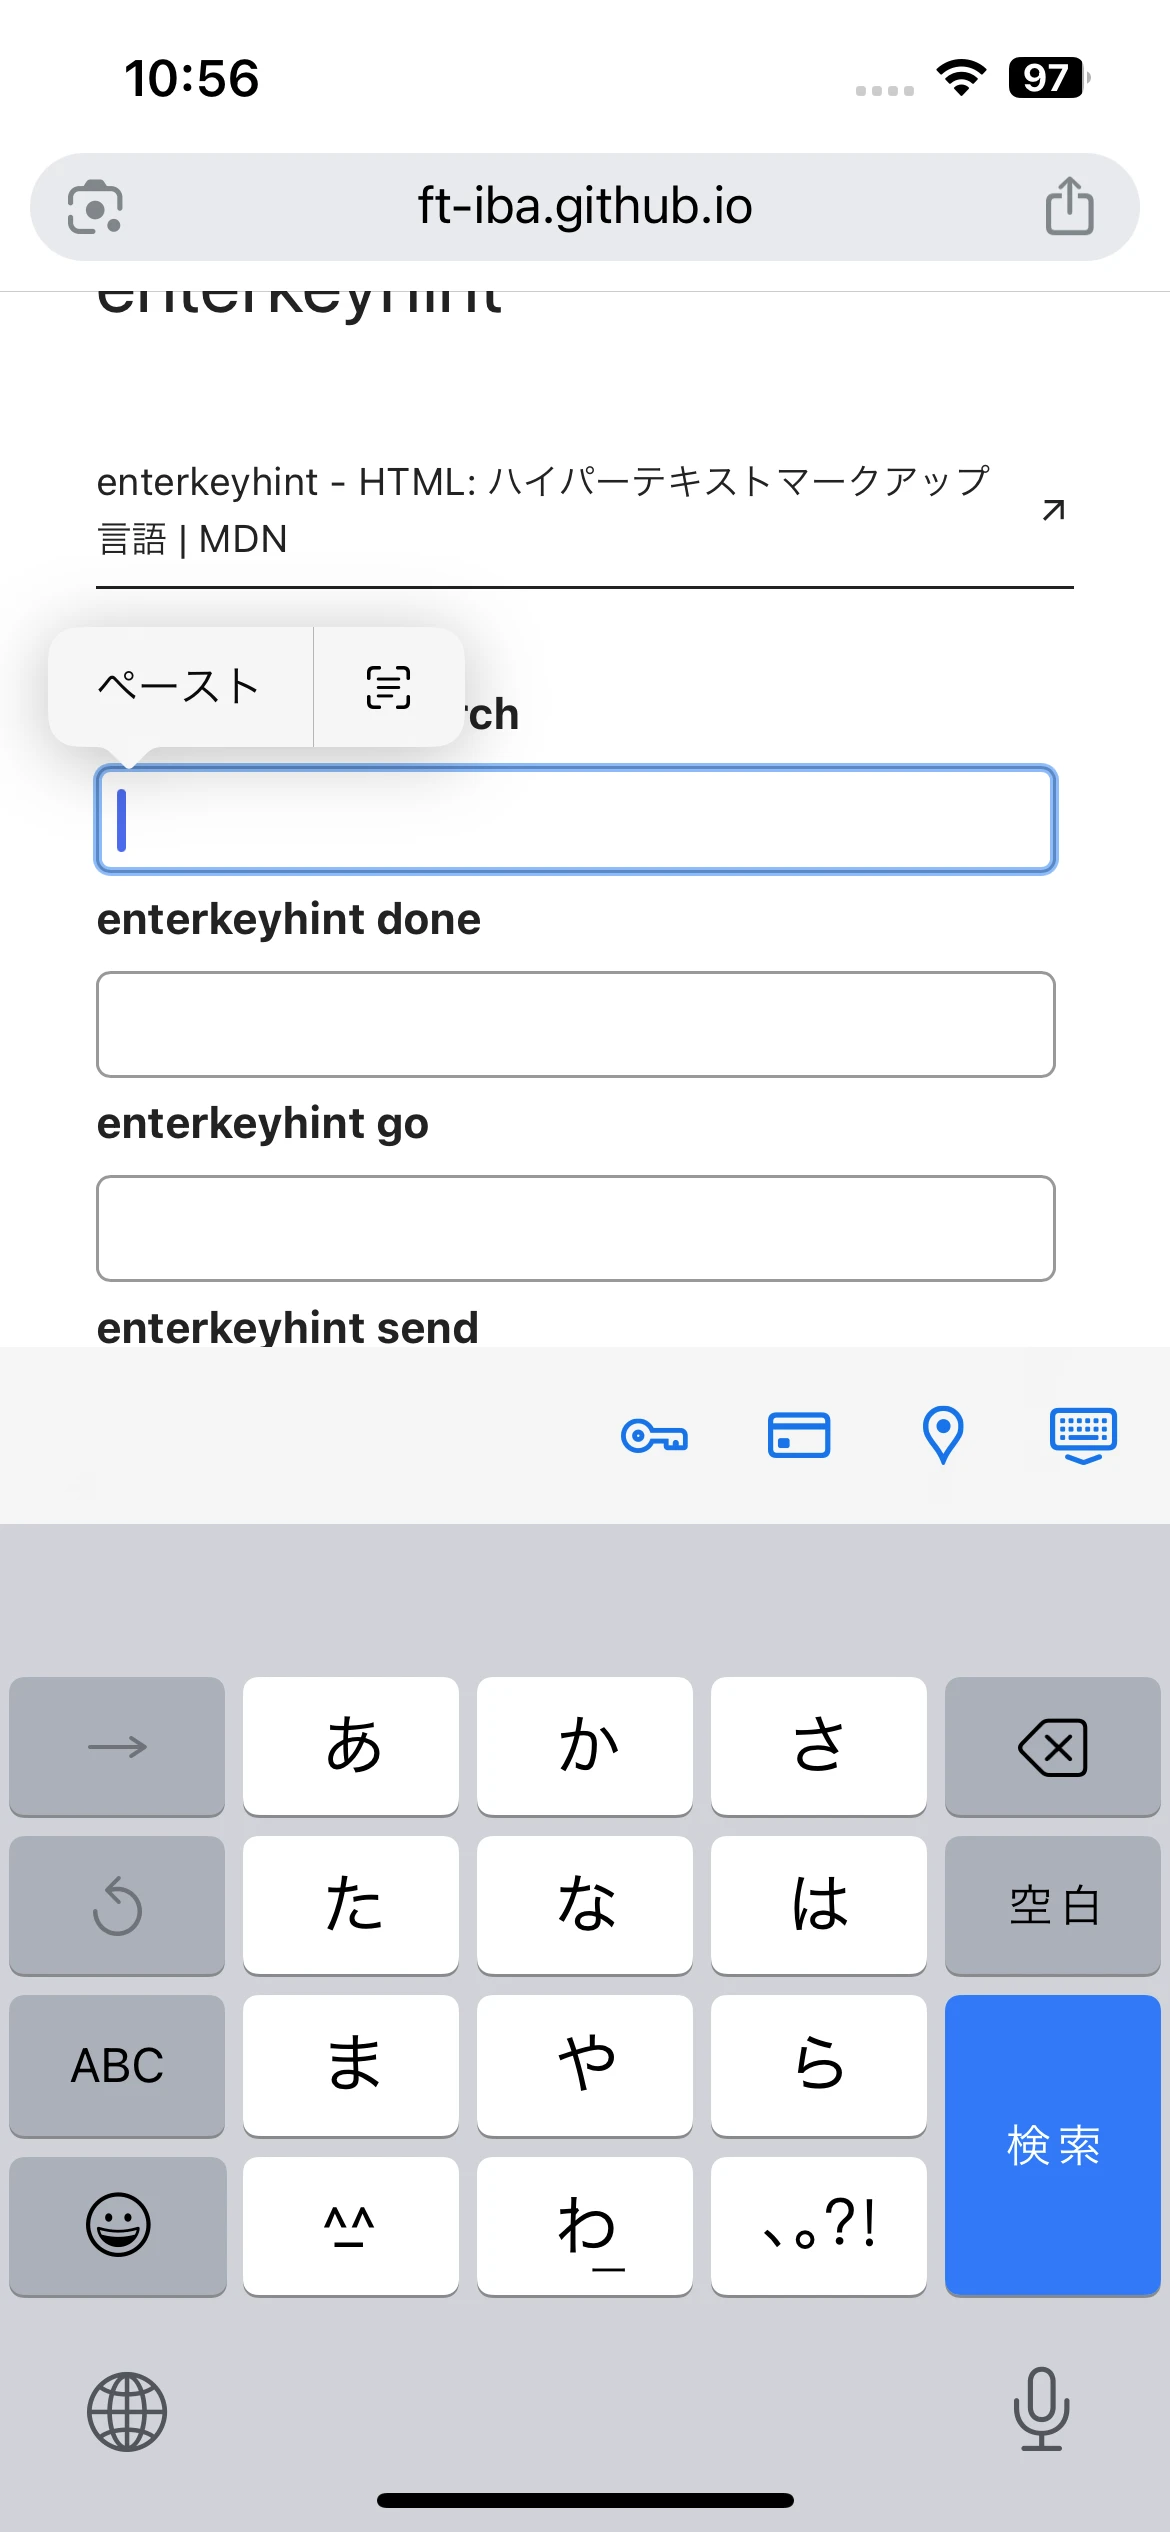 10:56
97
ft-iba.github.io
enterkeyhint
enterkeyhint - HTML: ハイパーテキストマークアップ
言語 | MDN
ペースト
rch
enterkeyhint done
enterkeyhint go
enterkeyhint send
あ
か
さ
た
な
は
空白
ABC
ま
や
ら
検索
^_^
わ_
、。?!